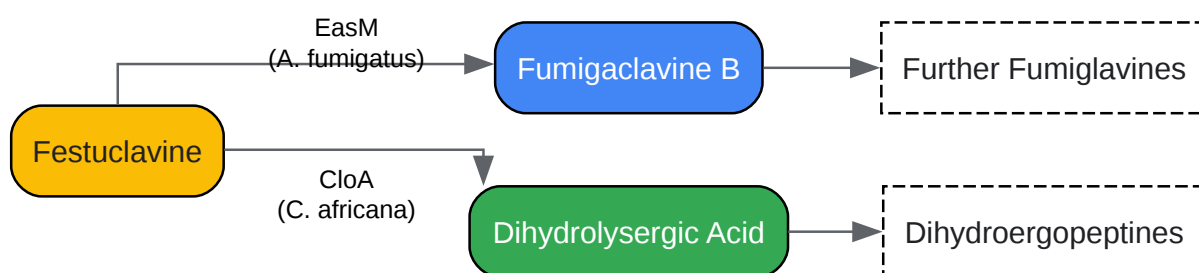 EasM
(A. fumigatus)
Fumigaclavine B
Further Fumiglavines
Festuclavine
CloA
(C. africana)
Dihydrolysergic Acid
Dihydroergopeptines